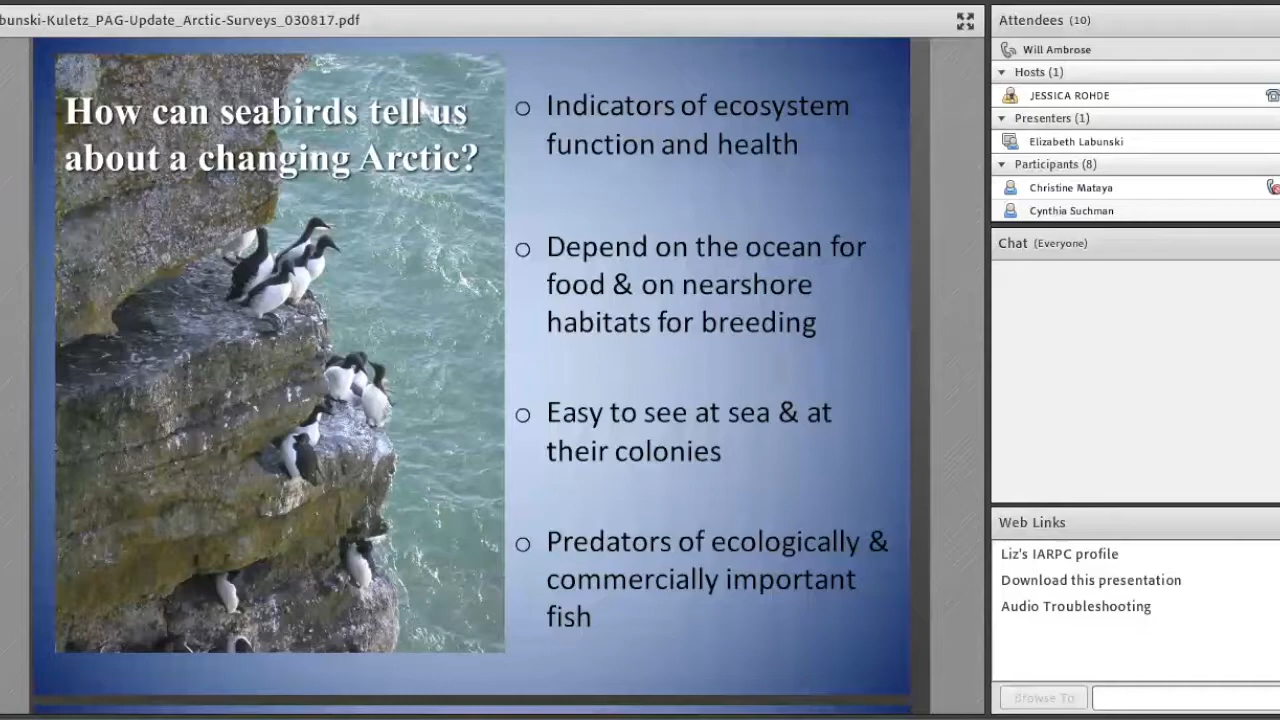 bunski-Kuletz_PAG-Update_Arctic-Surveys_030817.pdf
How can seabirds tell us
about a changing Arctic?
○ Indicators of ecosystem
function and health
○ Depend on the ocean for
food & on nearshore
habitats for breeding
○ Easy to see at sea & at
their colonies
○ Predators of ecologically &
commercially important
fish
Attendees (10)
Will Ambrose
Hosts (1)
JESSICA ROHDE
Presenters (1)
Elizabeth Labunski
Participants (8)
Christine Mataya
Cynthia Suchman
Chat (Everyone)
Web Links
Liz's IARPC profile
Download this presentation
Audio Troubleshooting
Browse To